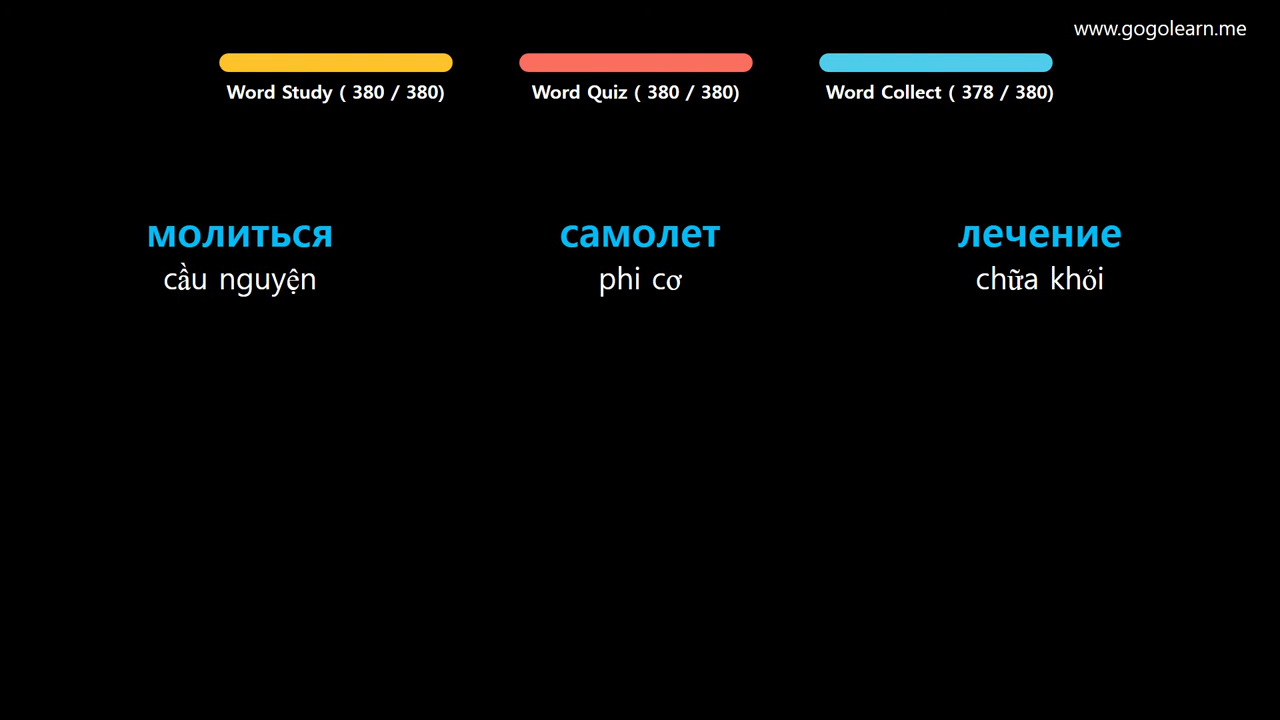 www.gogolearn.me
Word Study ( 380 / 380)
Word Quiz ( 380 / 380)
Word Collect ( 378 / 380)
молиться
cầu nguyện
самолет
phi cơ
лечение
chữa khỏi